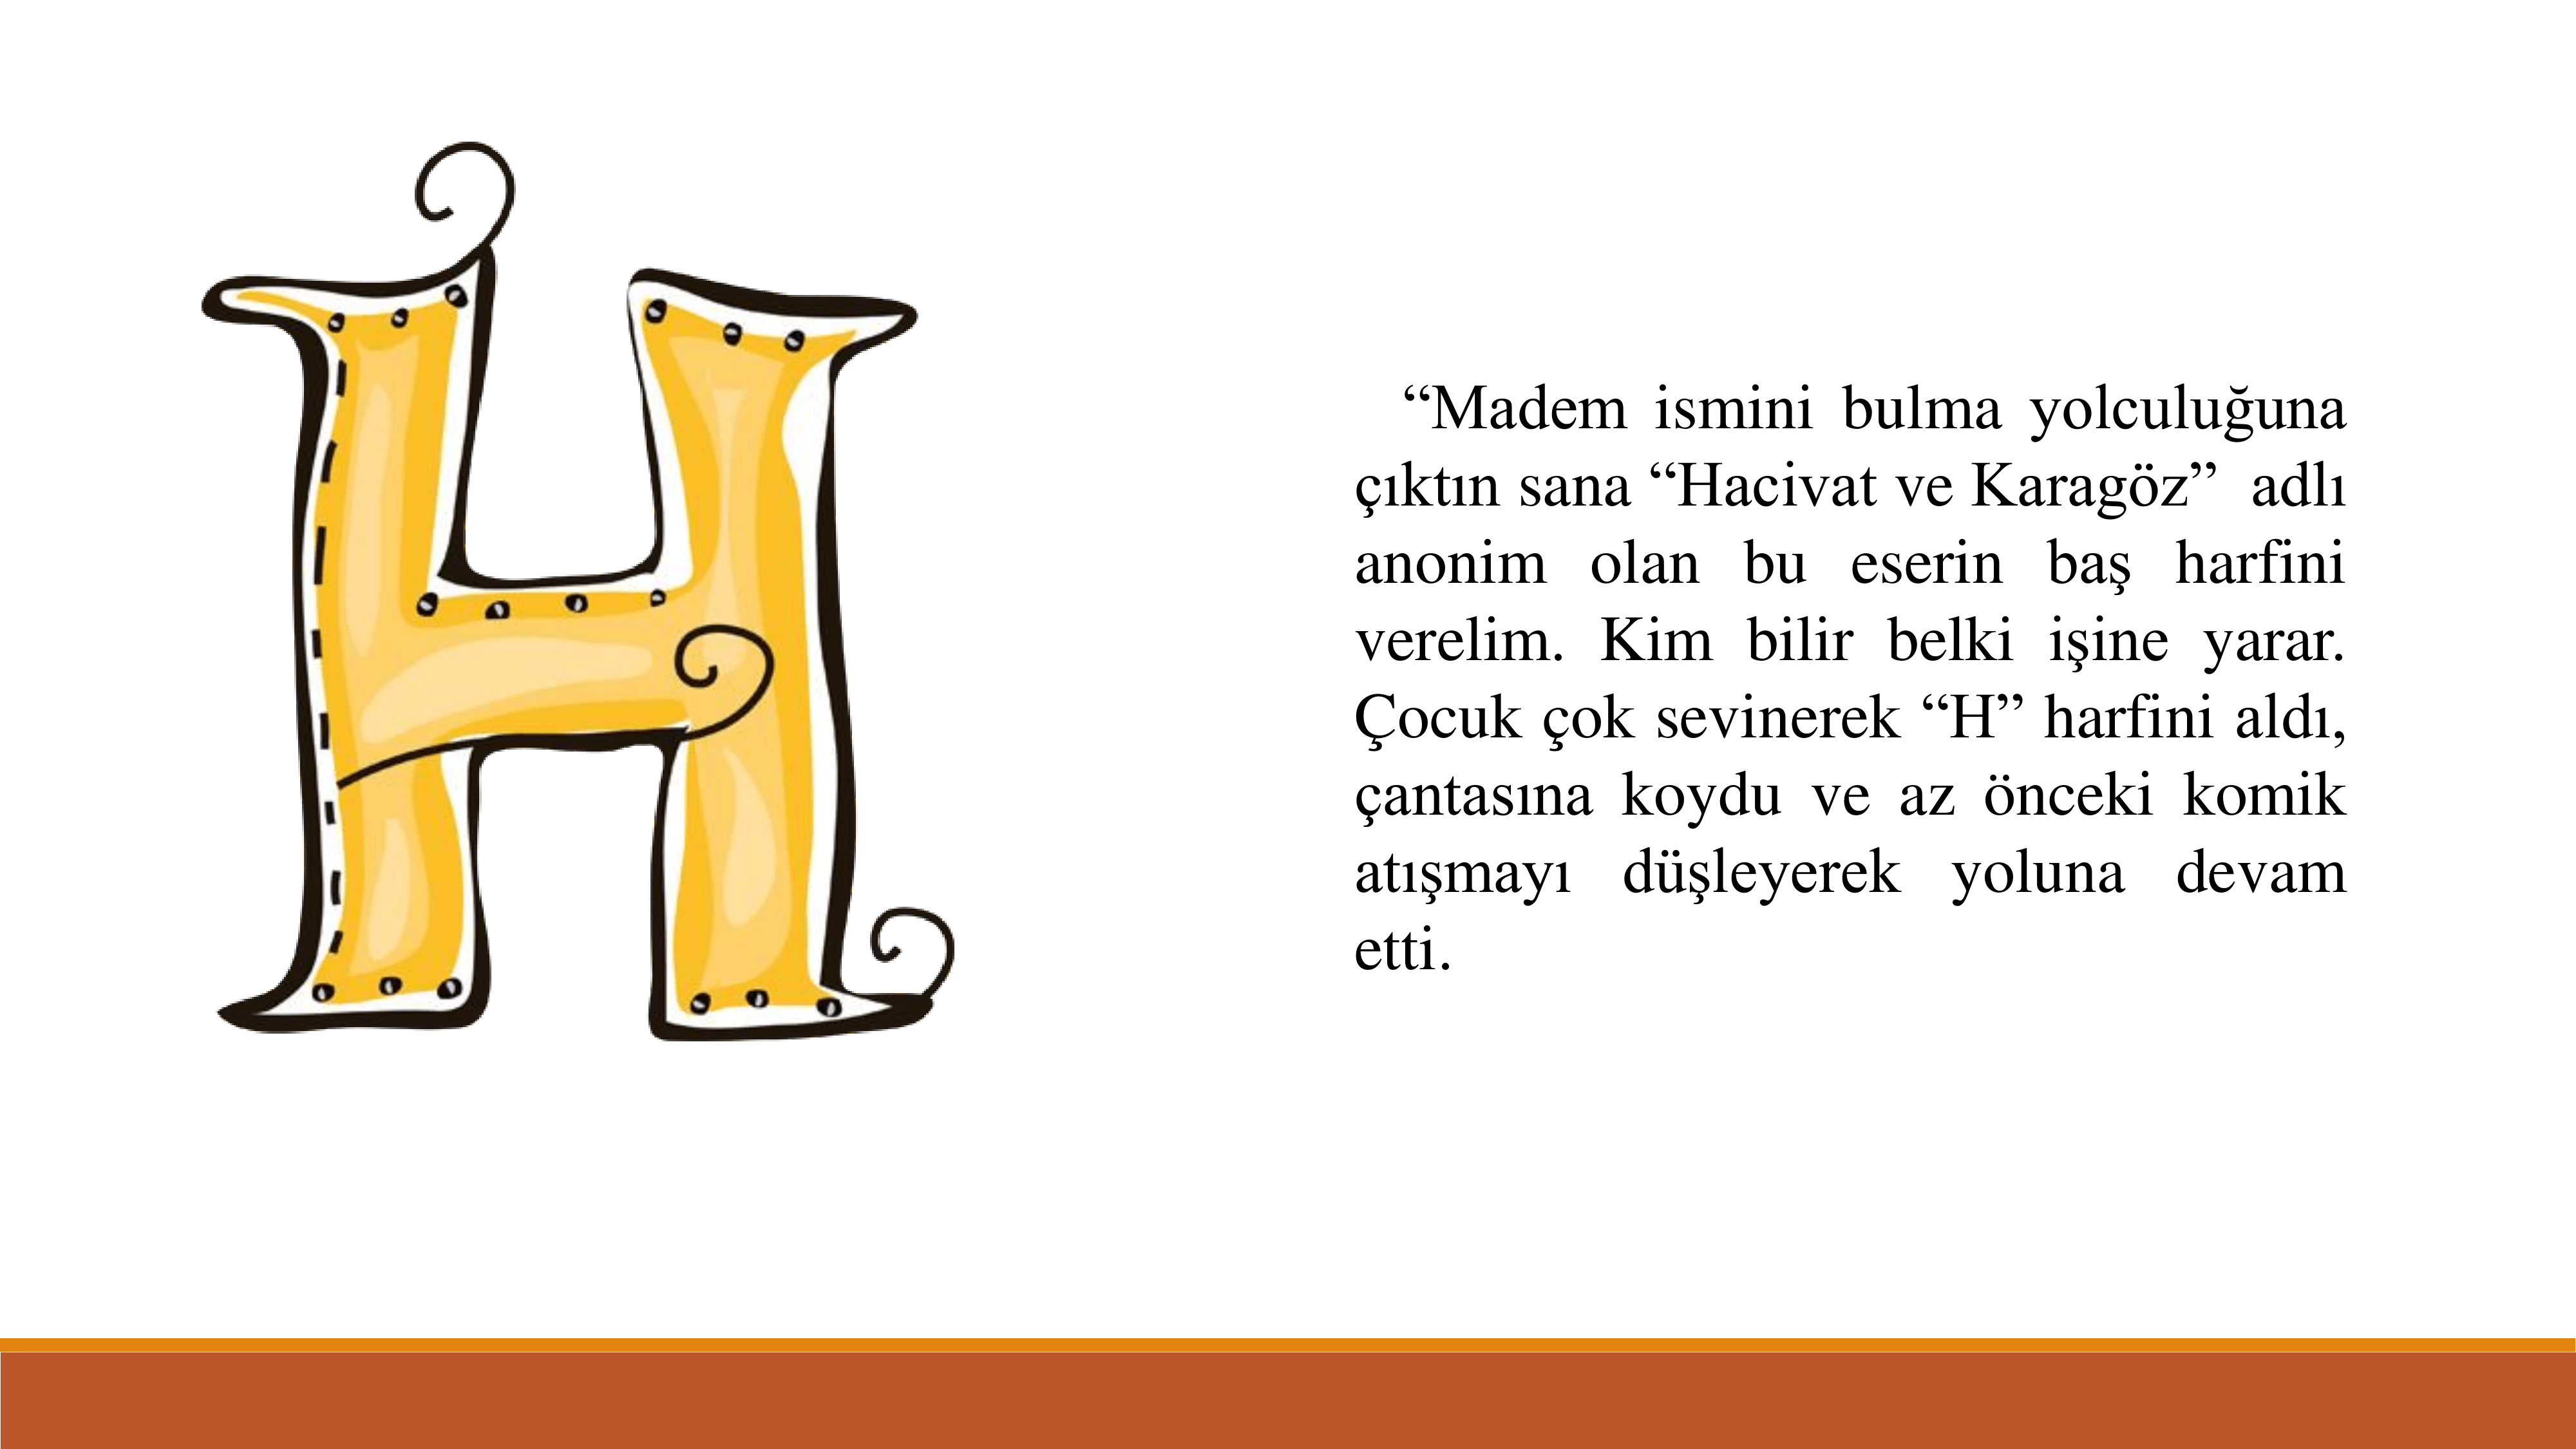 H
“Madem ismini bulma yolculuğuna
çıktın sana “Hacivat ve Karagöz”  adlı
anonim olan bu eserin baş harfini
verelim. Kim bilir belki işine yarar.
Çocuk çok sevinerek “H” harfini aldı,
çantasına koydu ve az önceki komik
atışmayı düşleyerek yoluna devam
etti.